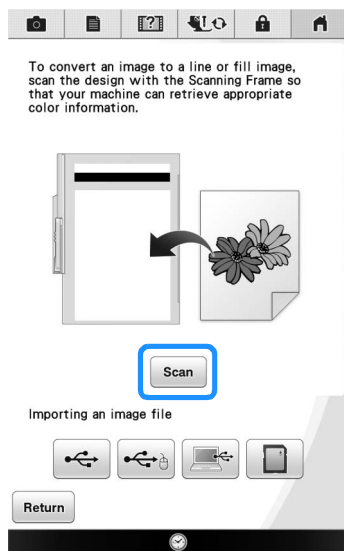 ?
To convert an image to a line or fill image,
scan the design with the Scanning Frame so
that your machine can retrieve appropriate
color information.
Scan
Importing an image file
Return